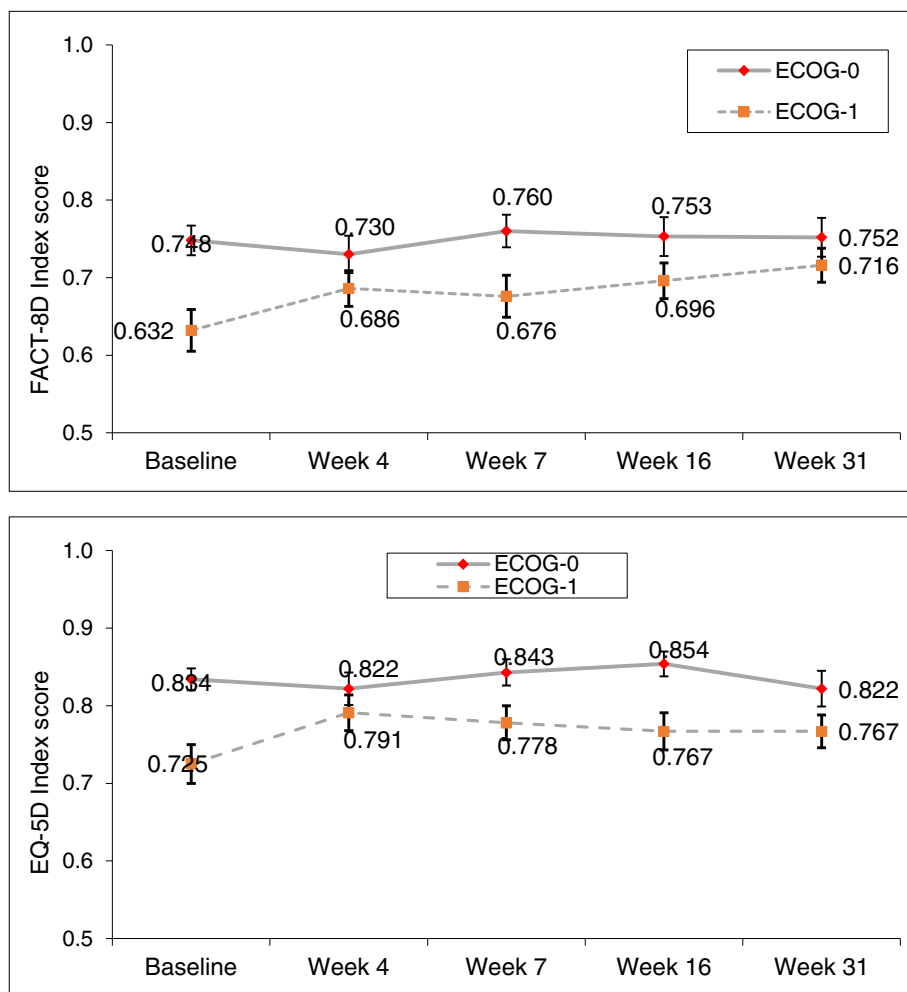 FACT-8D Index score
1.0
0.9
0.8
0.7
0.6
0.5
ECOG-0
ECOG-1
0.748
0.730
0.760
0.753
0.752
0.632
0.686
0.676
0.696
0.716
Baseline
Week 4
Week 7
Week 16
Week 31
EQ-5D Index score
1.0
0.9
0.8
0.7
0.6
0.5
ECOG-0
ECOG-1
0.834
0.822
0.843
0.854
0.822
0.725
0.791
0.778
0.767
0.767
Baseline
Week 4
Week 7
Week 16
Week 31